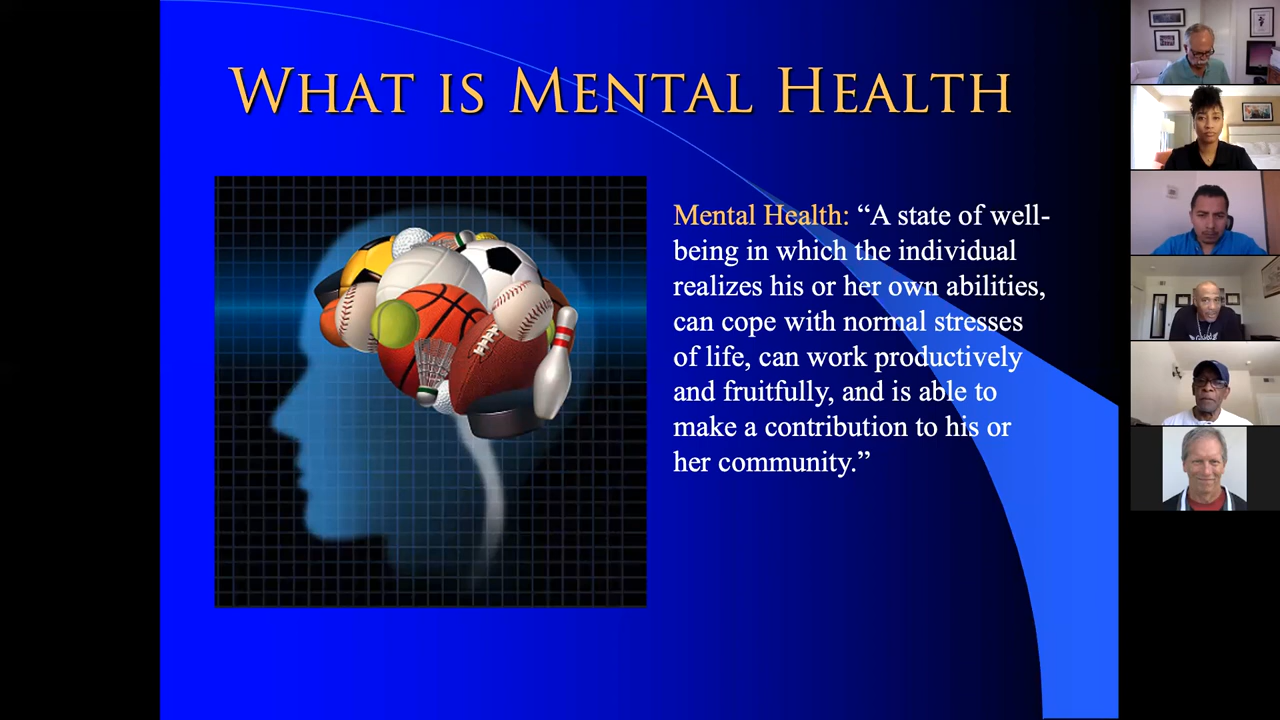 WHAT IS MENTAL HEALTH
Mental Health: “A state of well-
being in which the individual
realizes his or her own abilities,
can cope with normal stresses
of life, can work productively
and fruitfully, and is able to
make a contribution to his or
her community.”